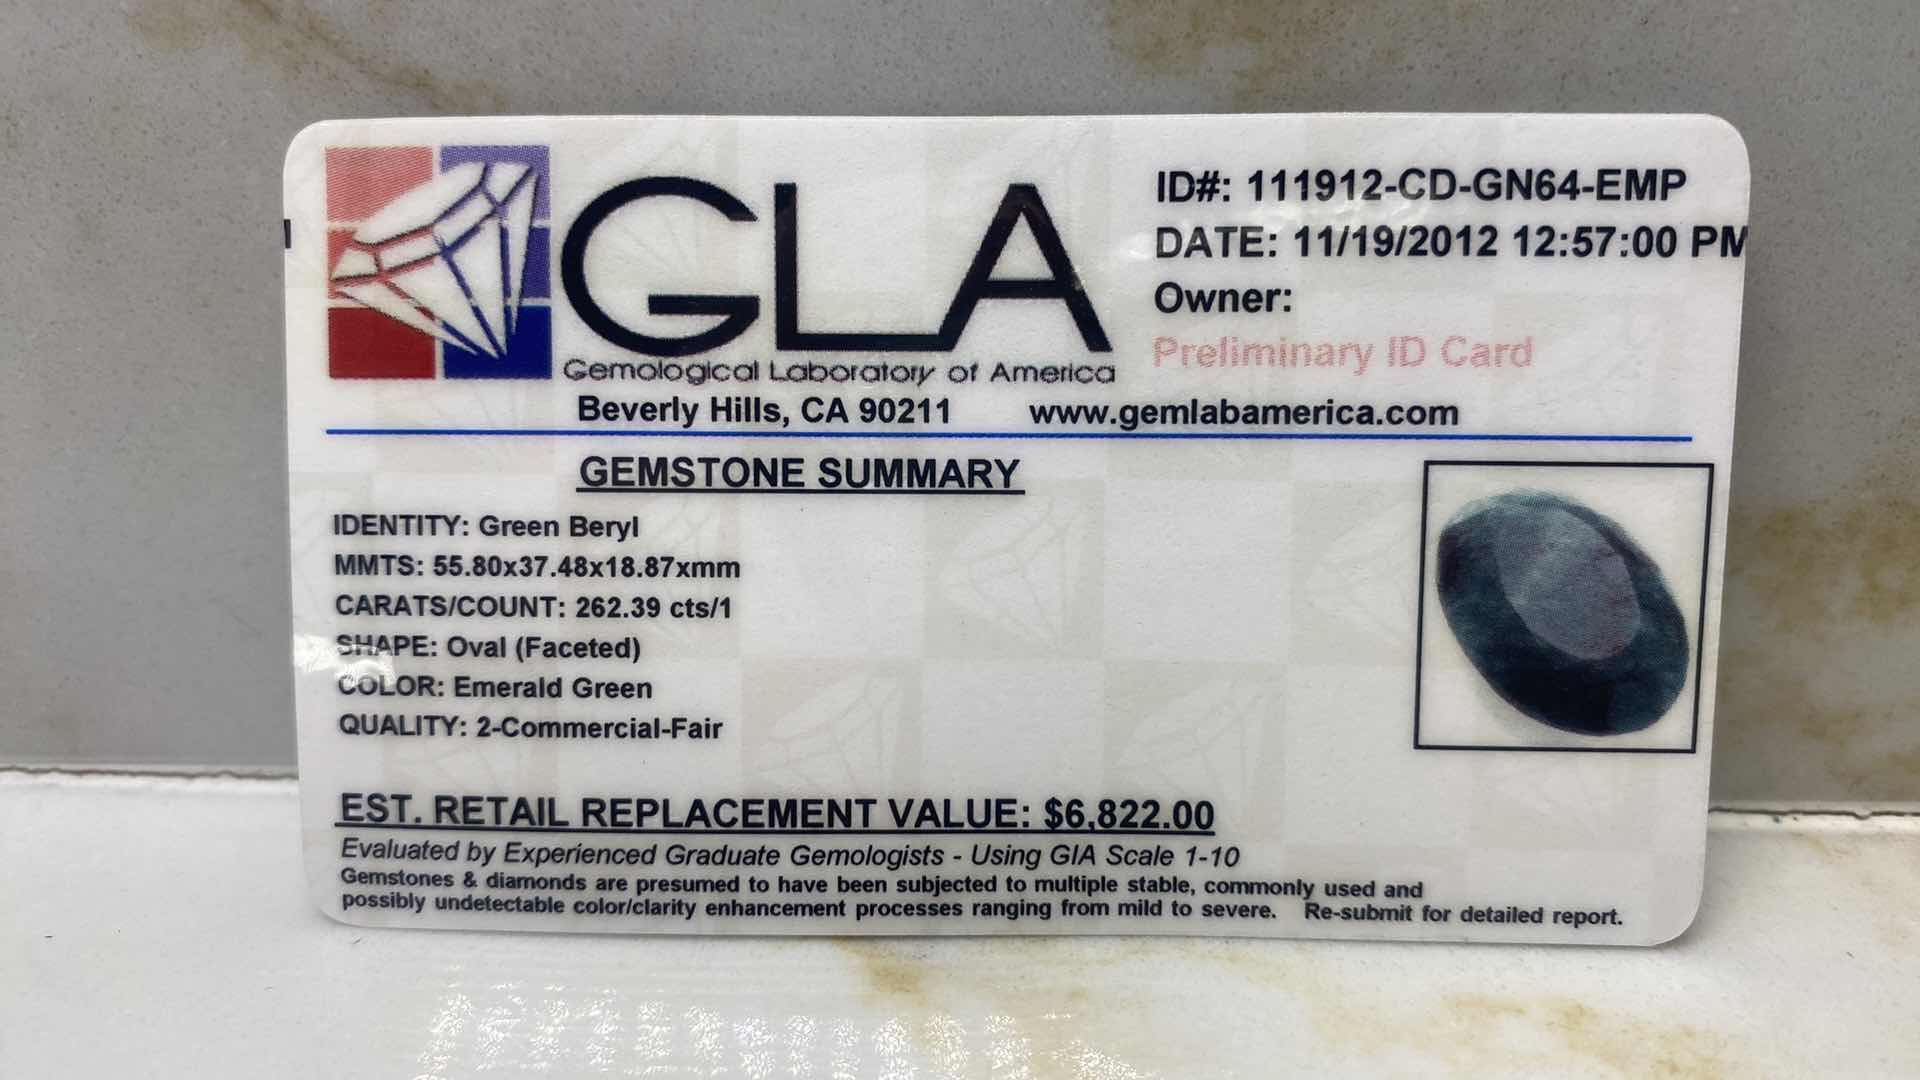 GLA
Gemological Laboratory of America
Beverly Hills, CA 90211 www.gemlabamerica.com
ID#: 111912-CD-GN64-EMP
DATE: 11/19/2012 12:57:00 PM
Owner:
Preliminary ID Card
GEMSTONE SUMMARY
IDENTITY: Green Beryl
MMTS: 55.80x37.48x18.87xmm
CARATS/COUNT: 262.39 cts/1
SHAPE: Oval (Faceted)
COLOR: Emerald Green
QUALITY: 2-Commercial-Fair
EST. RETAIL REPLACEMENT VALUE: $6,822.00
Evaluated by Experienced Graduate Gemologists - Using GIA Scale 1-10
Gemstones & diamonds are presumed to have been subjected to multiple stable, commonly used and
possibly undetectable color/clarity enhancement processes ranging from mild to severe. Re-submit for detailed report.